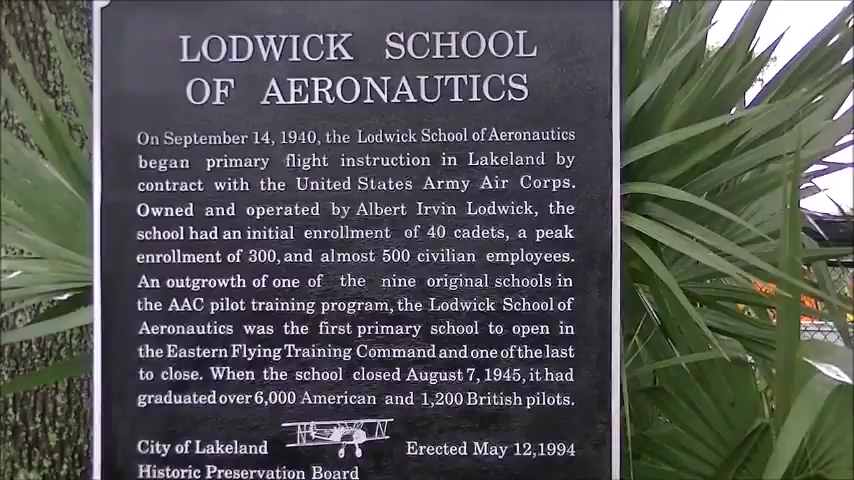 LODWICK SCHOOL
OF AERONAUTICS
On September 14, 1940, the Lodwick School of Aeronautics
began primary flight instruction in Lakeland by
contract with the United States Army Air Corps.
Owned and operated by Albert Irvin Lodwick, the
school had an initial enrollment of 40 cadets, a peak
enrollment of 300, and almost 500 civilian employees.
An outgrowth of one of the nine original schools in
the AAC pilot training program, the Lodwick School of
Aeronautics was the first primary school to open in
the Eastern Flying Training Command and one of the last
to close. When the school closed August 7, 1945, it had
graduated over 6,000 American and 1,200 British pilots.
City of Lakeland Erected May 12, 1994
Historic Preservation Board